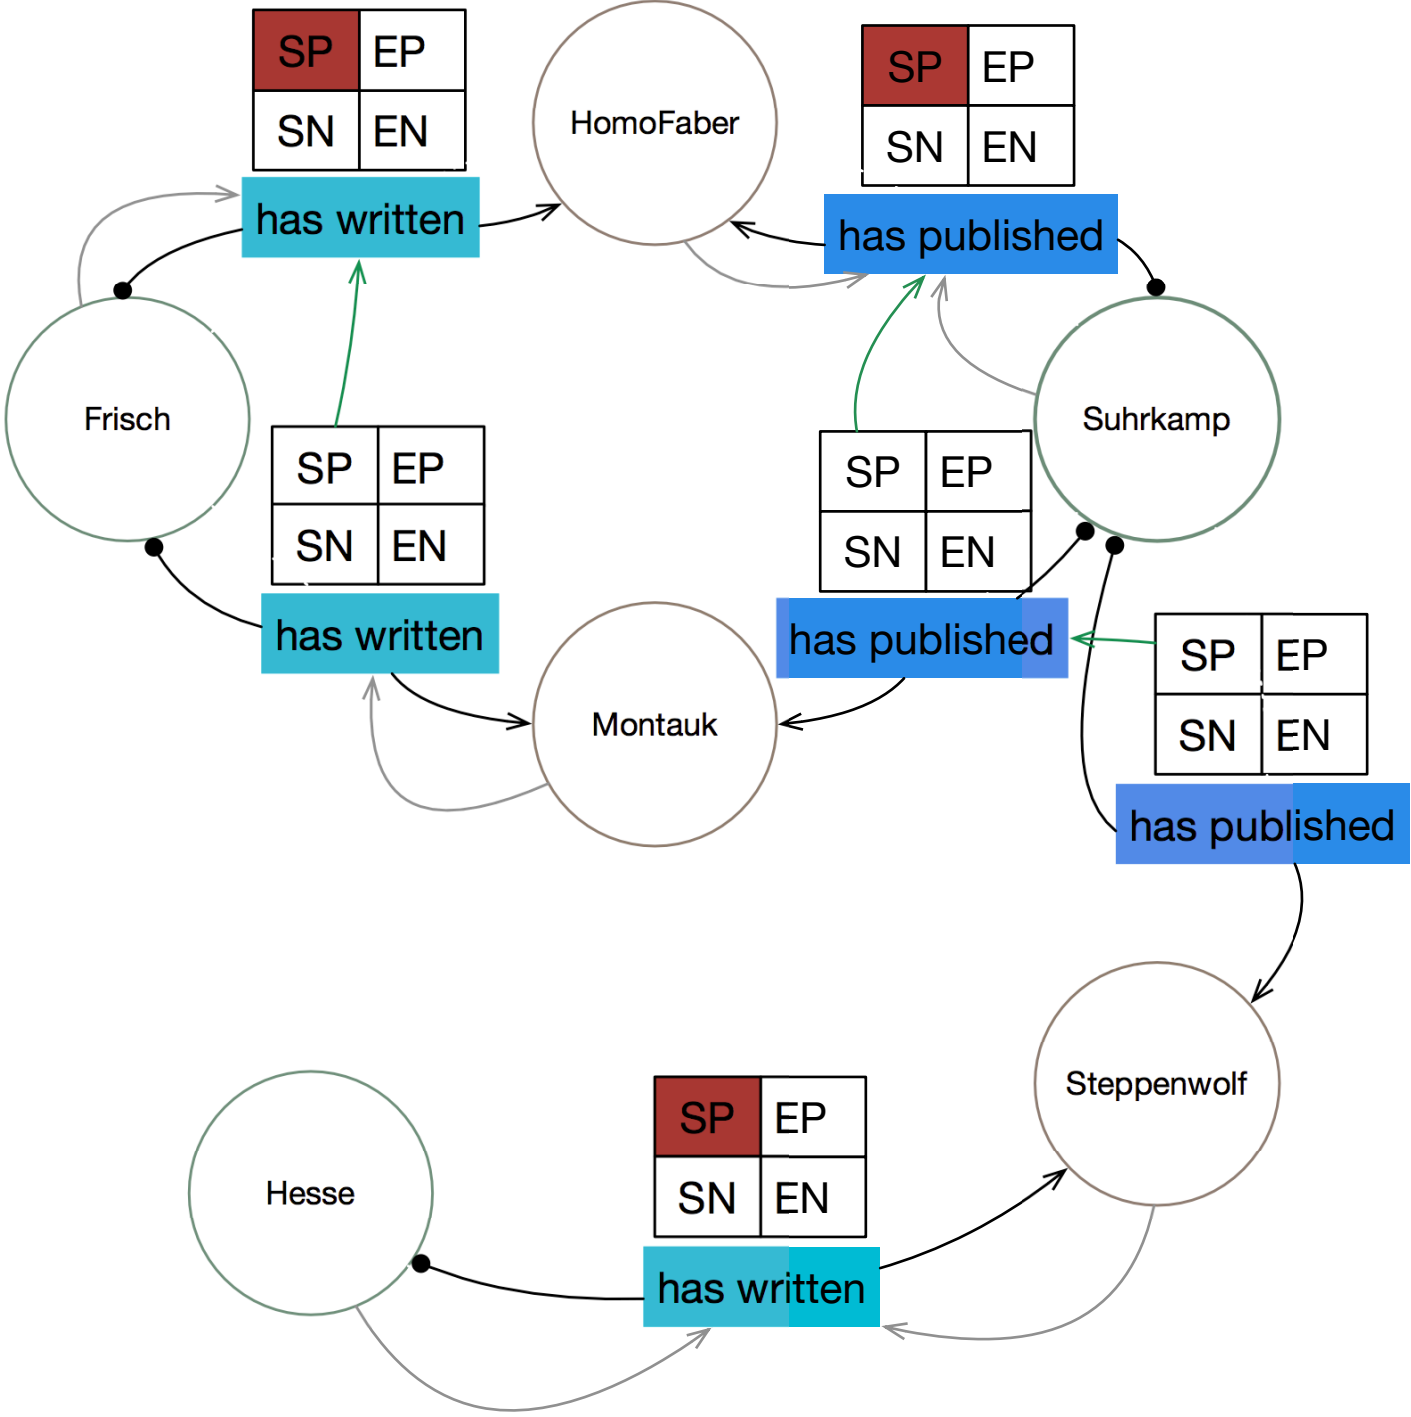 SP EP
SN EN
has written
HomoFaber
SP EP
SN EN
has published
Frisch
Suhrkamp
SP EP
SN EN
has written
SP EP
SN EN
has published
Montauk
SP EP
SN EN
has published
Steppenwolf
Hesse
SP EP
SN EN
has written